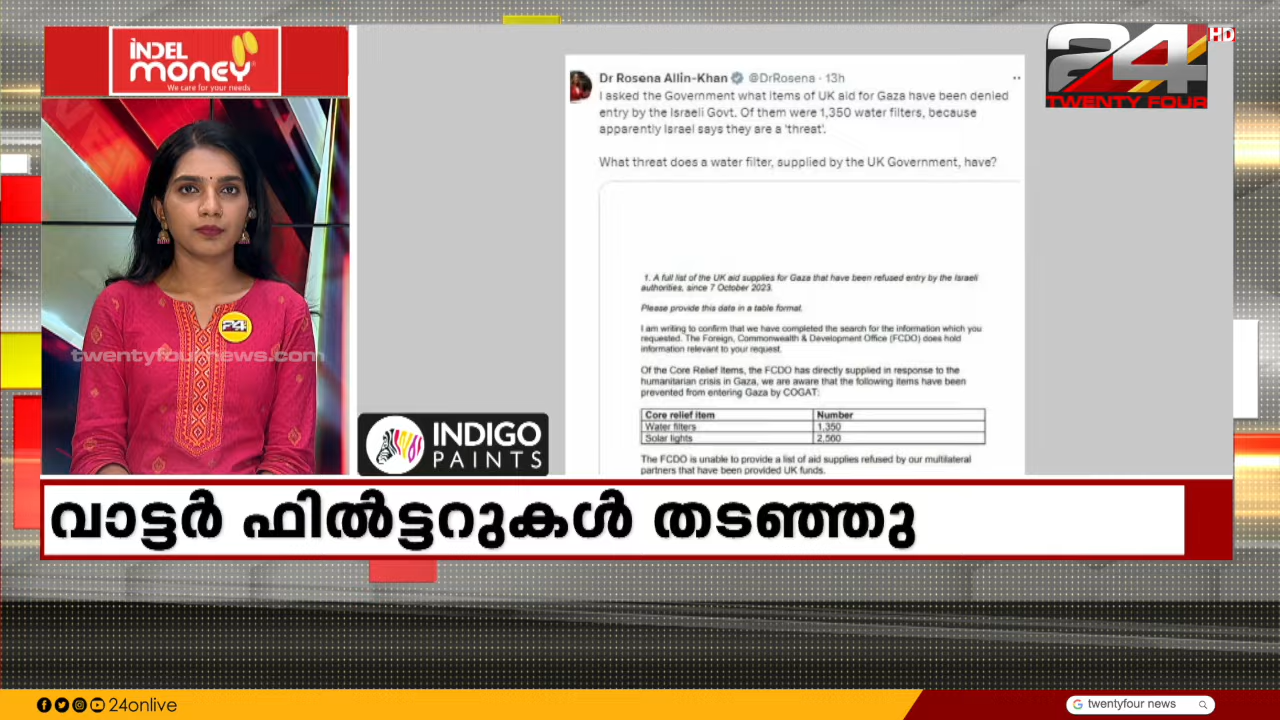 INDEL
money
We care for your needs
24
HD
TWENTY FOUR
Dr Rosena Allin-Khan @DrRosena · 13h
I asked the Government what items of UK aid for Gaza have been denied
entry by the Israeli Govt. Of them were 1,350 water filters, because
apparently Israel says they are a 'threat'.
What threat does a water filter, supplied by the UK Government, have?
1. A full list of the UK aid supplies for Gaza that have been refused entry by the Israeli
authorities, since 7 October 2023.
Please provide this data in a table format.
I am writing to confirm that we have completed the search for the information which you
requested. The Foreign, Commonwealth & Development Office (FCDO) does hold
information relevant to your request.
Of the Core Relief Items, the FCDO has directly supplied in response to the
humanitarian crisis in Gaza, we are aware that the following items have been
prevented from entering Gaza by COGAT:
Core relief item Number
Water filters 1,350
Solar lights 2,560
The FCDO is unable to provide a list of aid supplies refused by our multilateral
partners that have been provided UK funds.
24
twentyfournews.com
INDIGO
PAINTS
വാട്ടർ ഫിൽട്ടറുകൾ തടഞ്ഞു
24onlive
twentyfour news